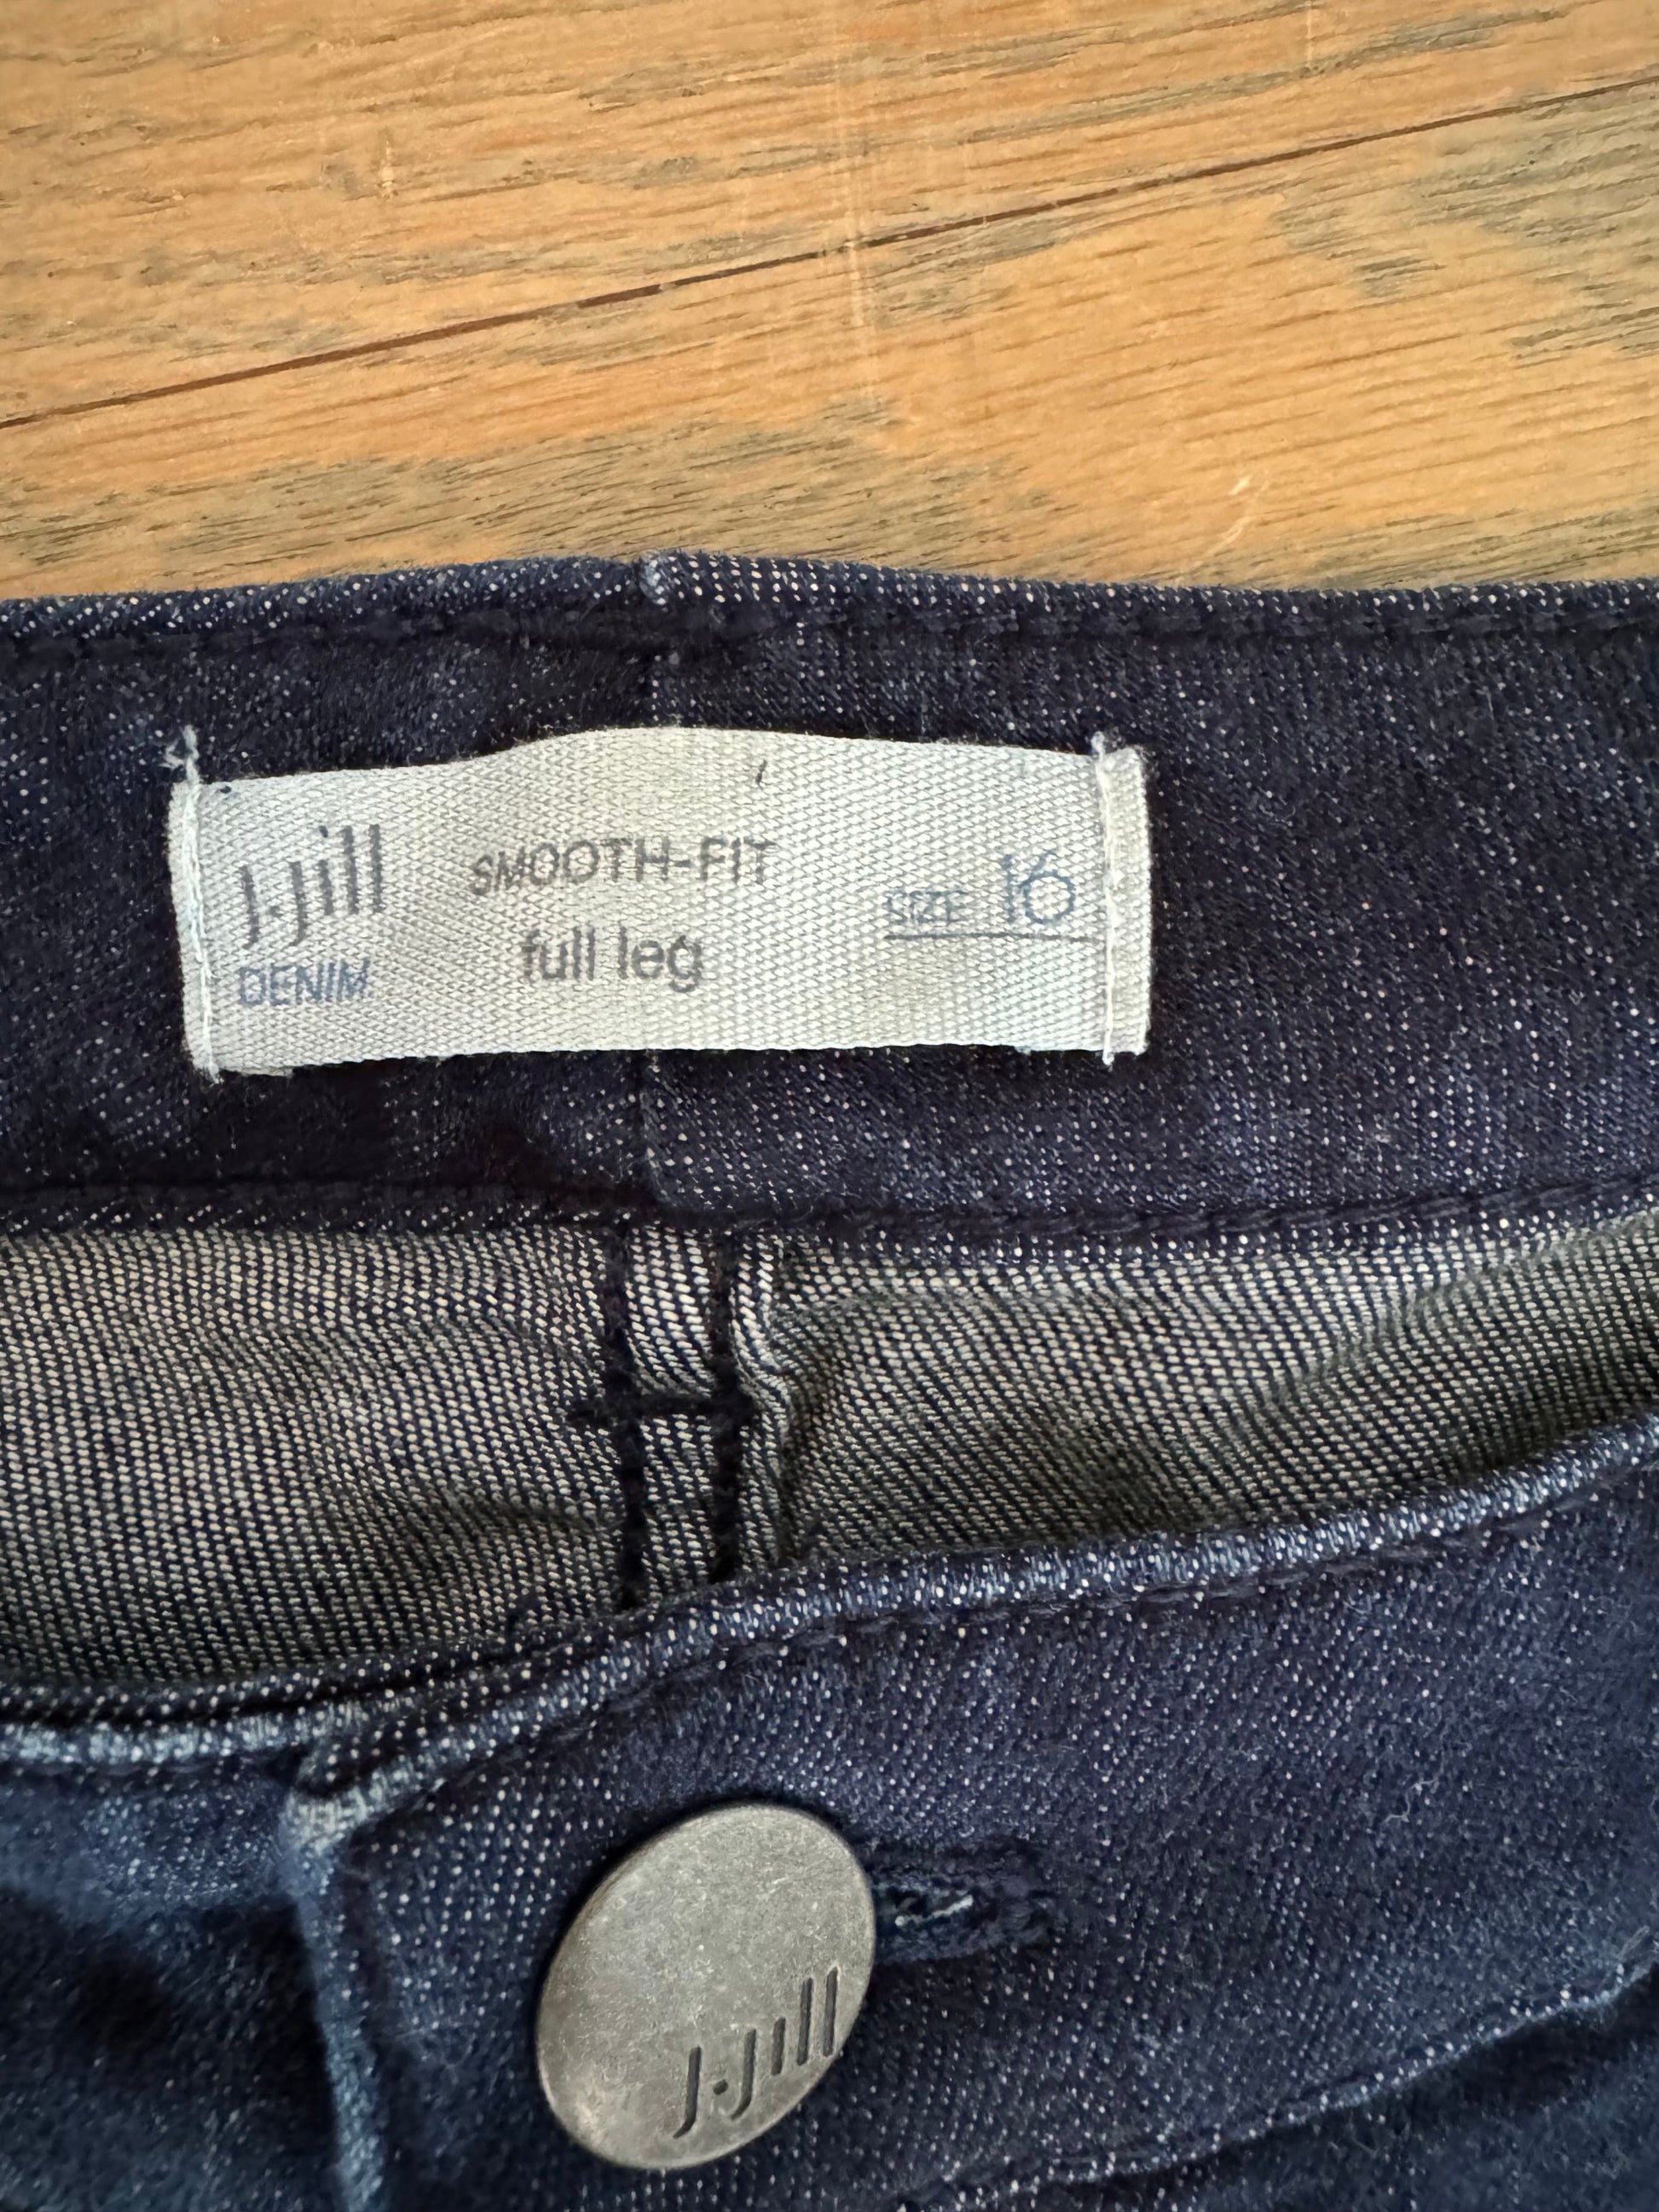 J.Jill
DENIM
SMOOTH-FIT
full leg
SIZE 16
J.Jill